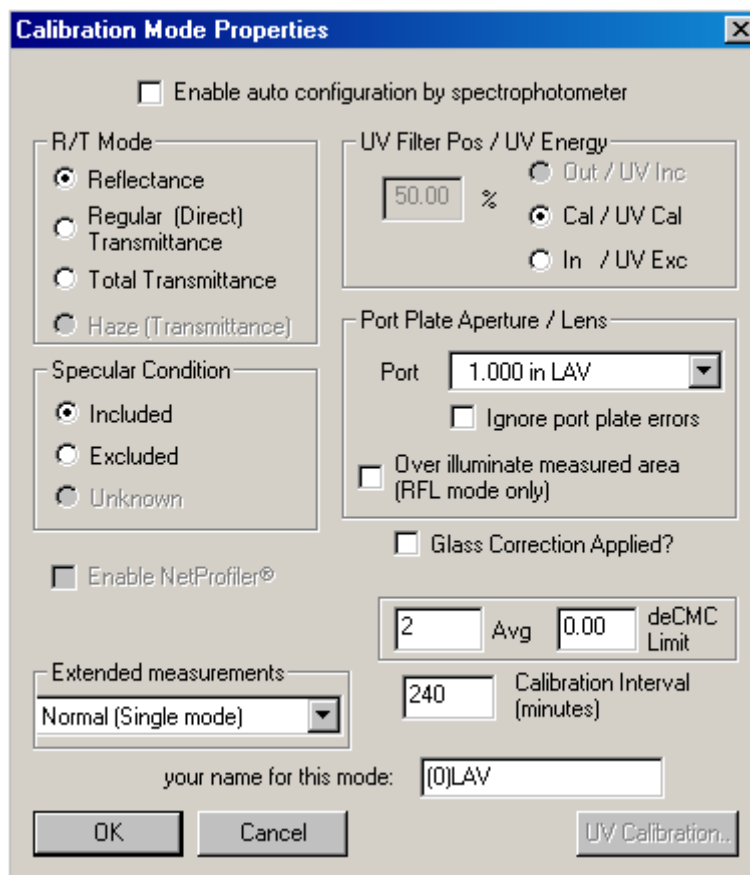 Calibration Mode Properties
Enable auto configuration by spectrophotometer
R/T Mode
Reflectance
Regular (Direct)
Transmittance
Total Transmittance
Haze (Transmittance)
UV Filter Pos / UV Energy
50.00 %
Out / UV Inc
Cal / UV Cal
In / UV Exc
Specular Condition
Included
Excluded
Unknown
Port Plate Aperture / Lens
Port 1.000 in LAV
Ignore port plate errors
Over illuminate measured area
(RFL mode only)
Glass Correction Applied?
Enable NetProfiler®
2 Avg 0.00 deCMC
Limit
Extended measurements
Normal (Single mode)
240 Calibration Interval
(minutes)
your name for this mode: (0)LAV
OK Cancel UV Calibration..